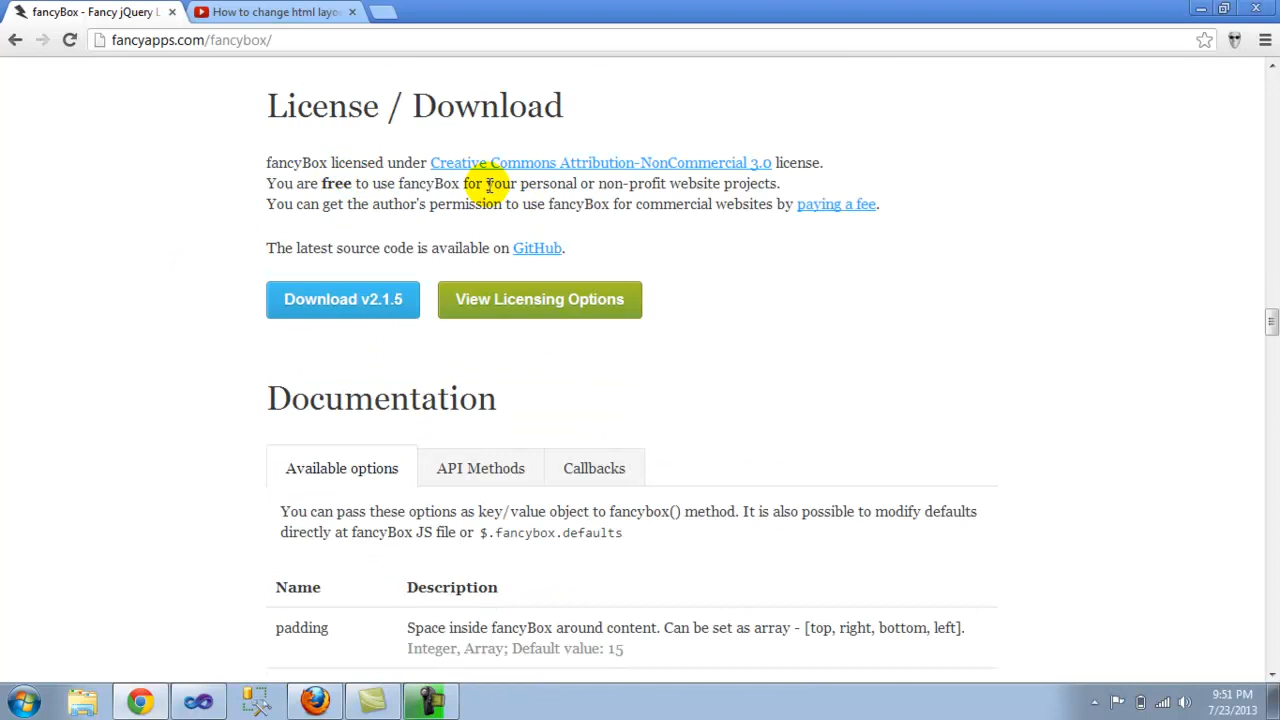 fancyBox - Fancy jQuery L
How to change html layo
fancyapps.com/fancybox/
License / Download
fancyBox licensed under Creative Commons Attribution-NonCommercial 3.0 license.
You are free to use fancyBox for your personal or non-profit website projects.
You can get the author's permission to use fancyBox for commercial websites by paying a fee.
The latest source code is available on GitHub.
Download v2.1.5
View Licensing Options
Documentation
Available options
API Methods
Callbacks
You can pass these options as key/value object to fancybox() method. It is also possible to modify defaults
directly at fancyBox JS file or $.fancybox.defaults
Name Description
padding Space inside fancyBox around content. Can be set as array - [top, right, bottom, left].
Integer, Array; Default value: 15
9:51 PM
7/23/2013